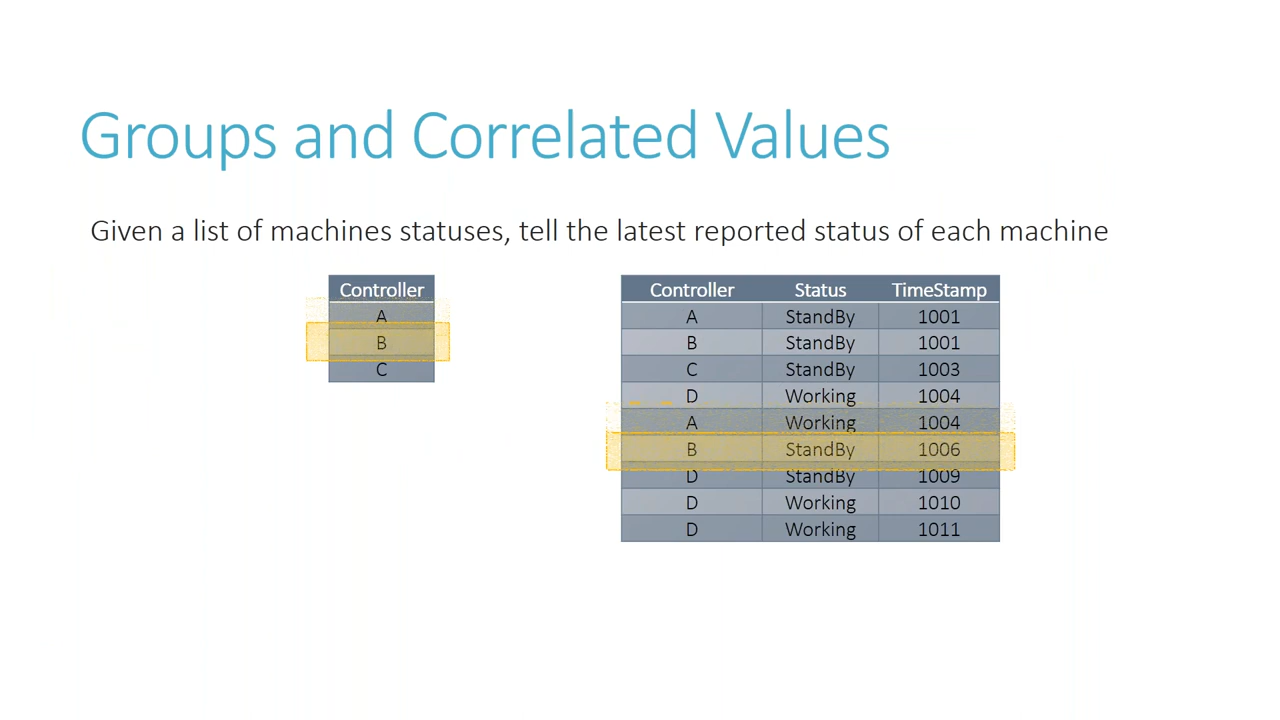 Groups and Correlated Values
Given a list of machines statuses, tell the latest reported status of each machine
Controller
A
B
C
Controller Status TimeStamp
A StandBy 1001
B StandBy 1001
C StandBy 1003
D Working 1004
A Working 1004
B StandBy 1006
D StandBy 1009
D Working 1010
D Working 1011